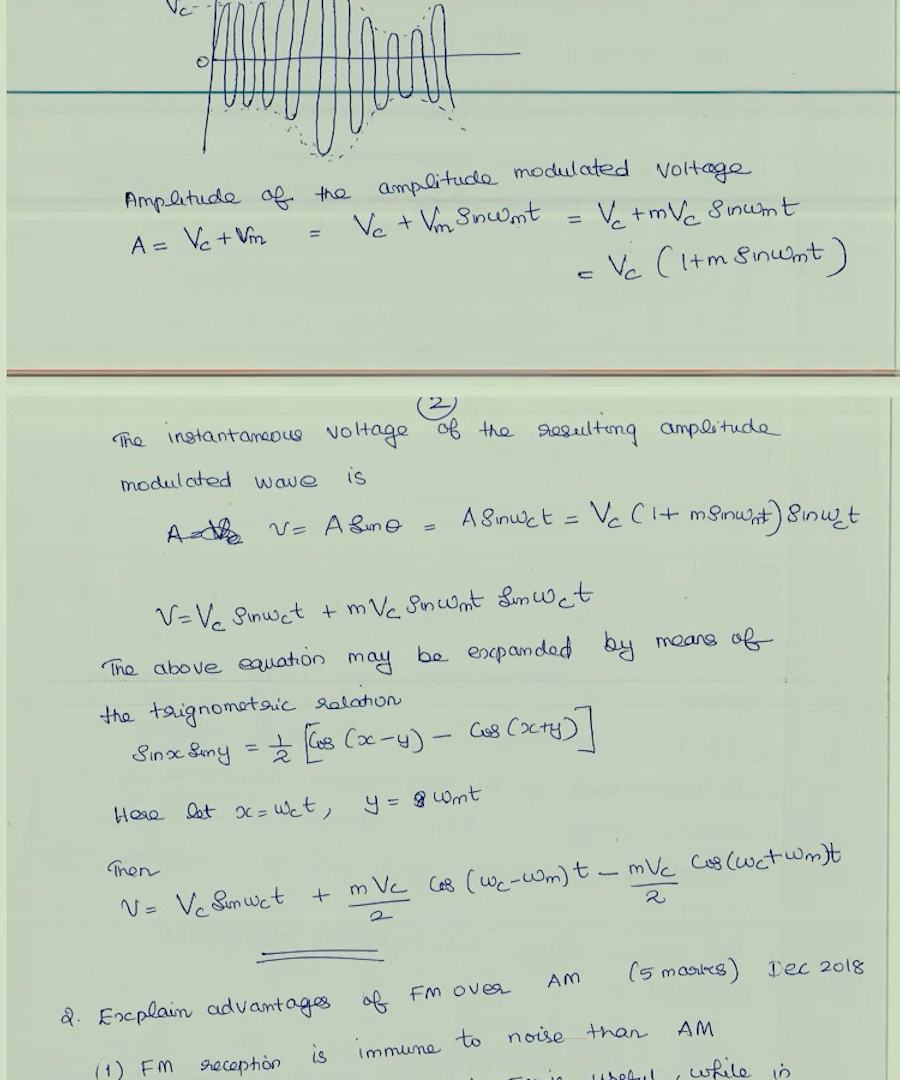 Vc
0
Amplitude of the amplitude modulated voltage
A = Vc + Vm = Vc + Vm Sinωmt = Vc + mVc Sinωmt
= Vc (1+m Sinωmt)
(2)
The instantaneous voltage of the resulting amplitude
modulated wave is
V = A Sinθ = A Sinωct = Vc (1+ mSinωmt) Sinωct
V = Vc Sinωct + mVc Sinωmt Sinωct
The above equation may be expanded by means of
the trignometric relation
Sinx Siny = 1/2 [Cos (x-y) - Cos (x+y)]
Here let x = ωct, y = ωmt
Then
V = Vc Sinωct + mVc/2 Cos (ωc-ωm)t - mVc/2 Cos(ωc+ωm)t
2. Explain advantages of FM over AM (5 marks) Dec 2018
(1) FM reception is immune to noise than AM
useful, while in